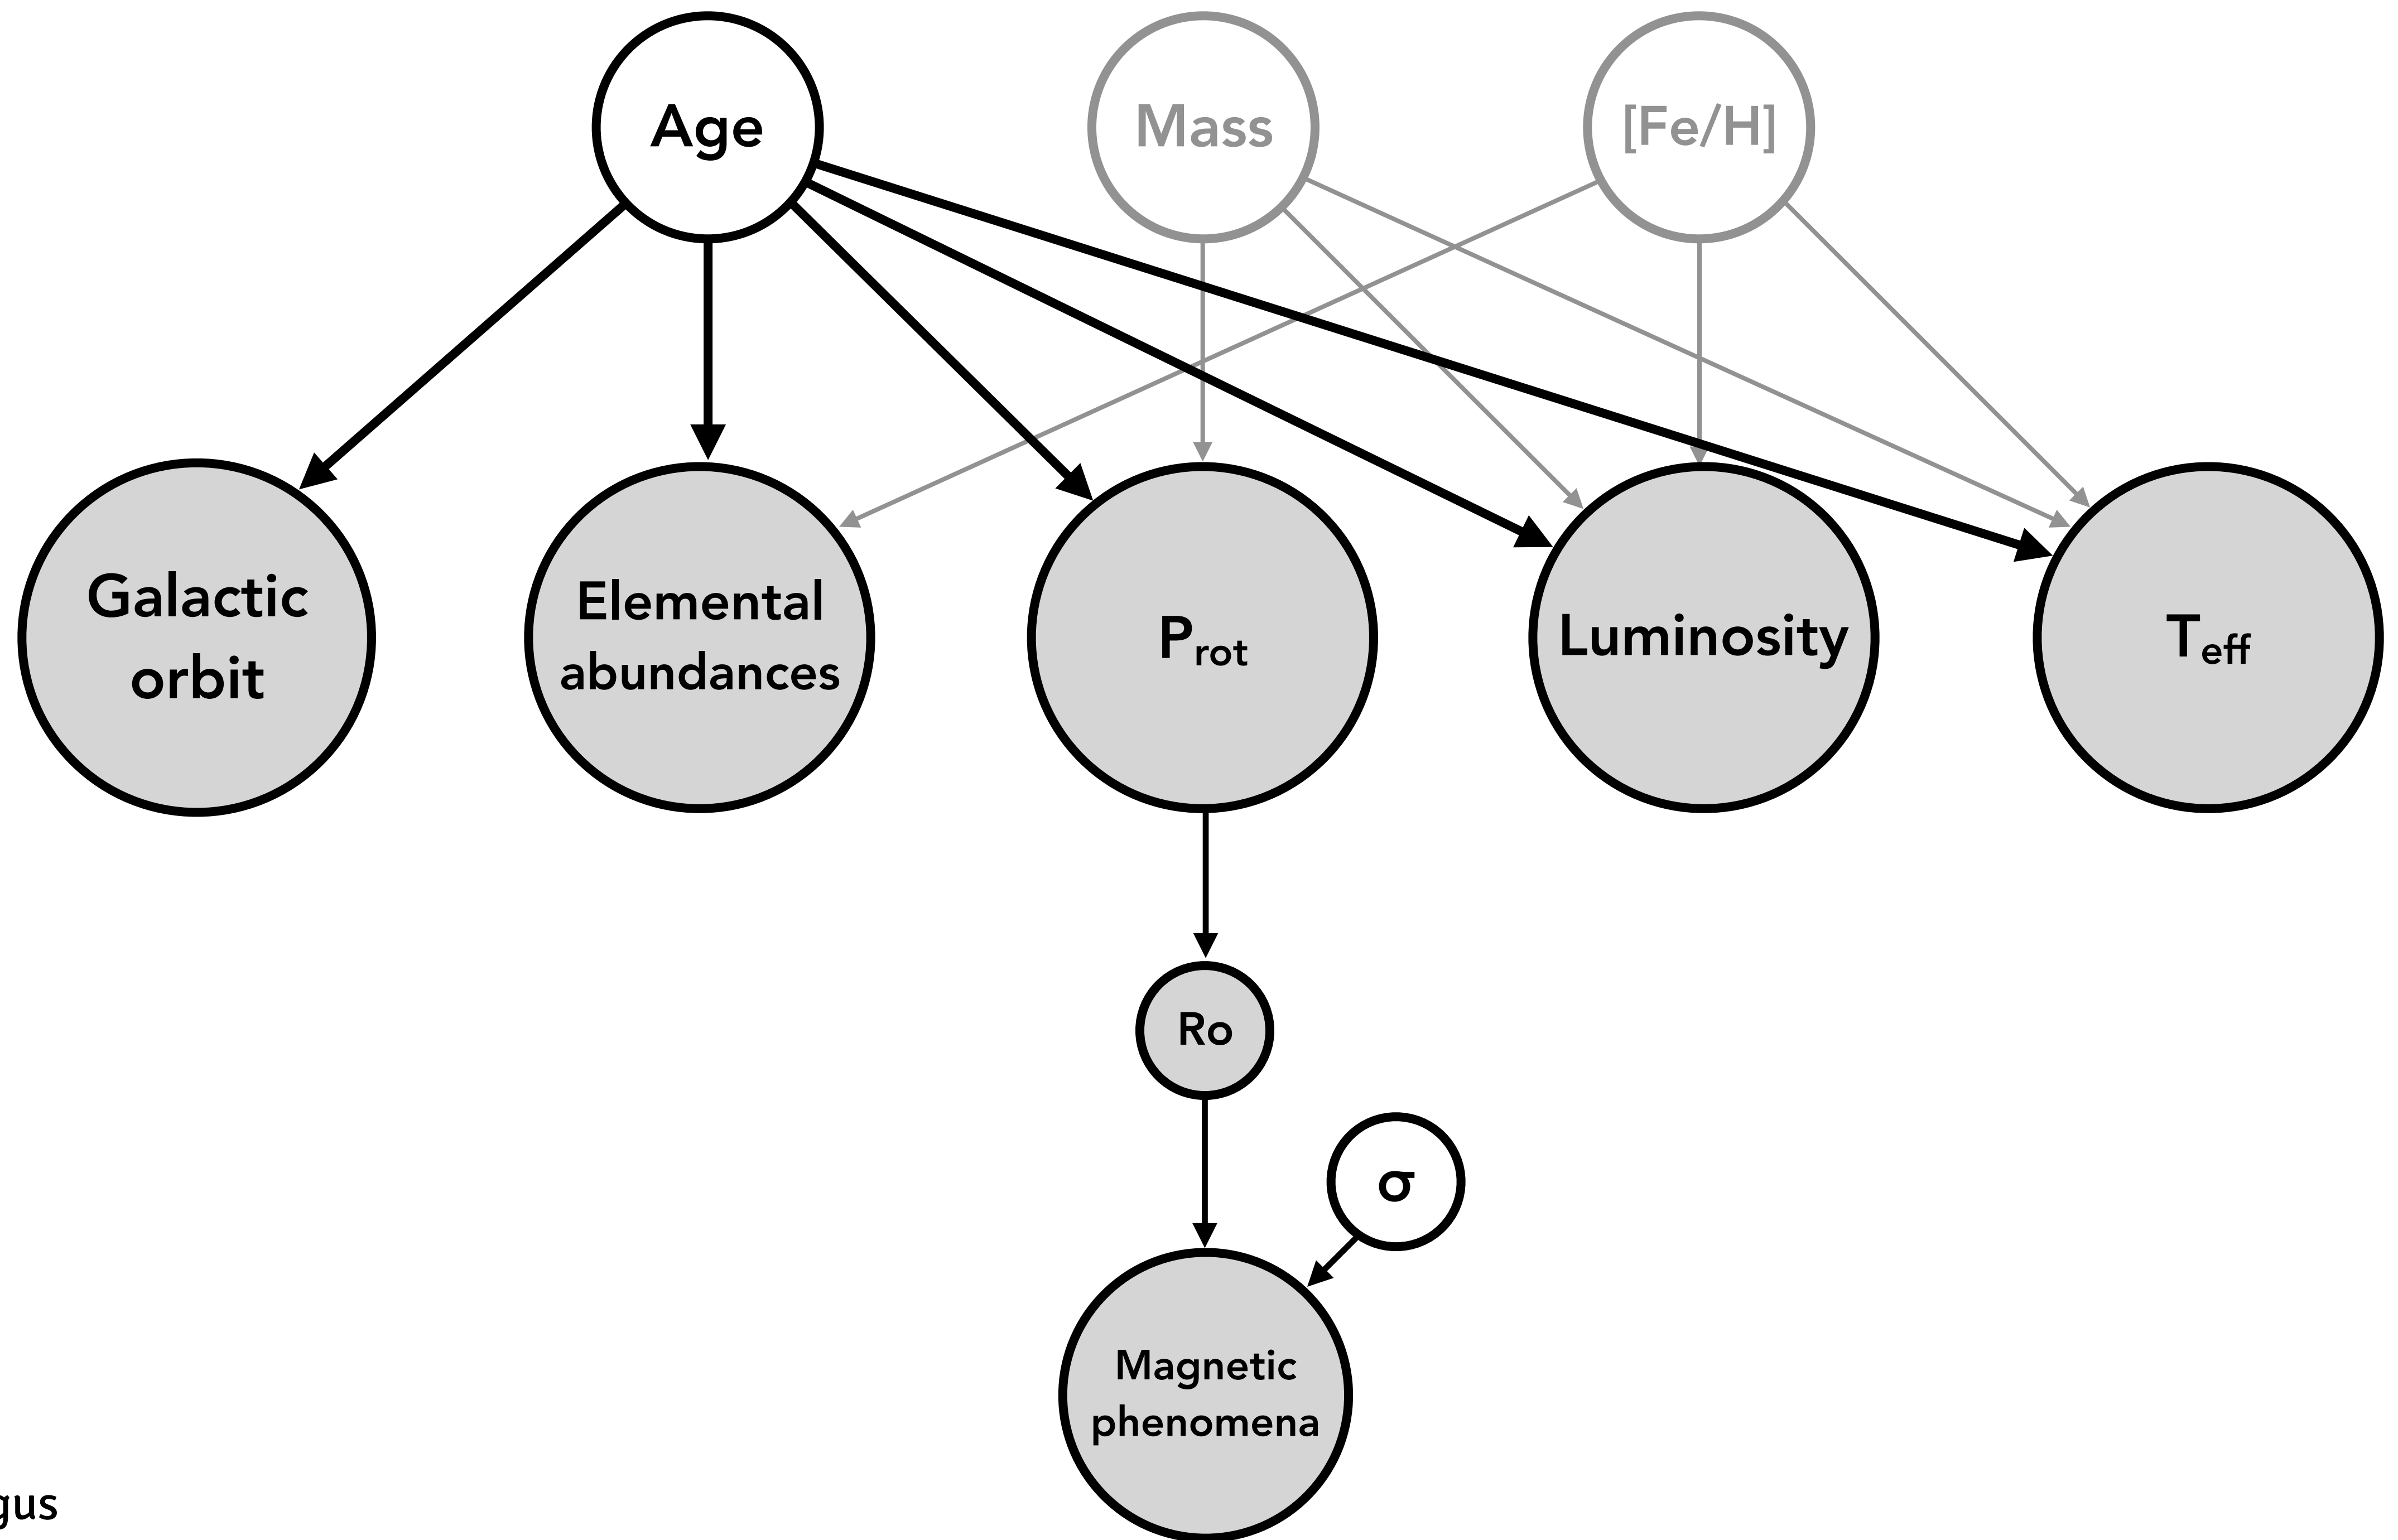 Age
Mass
[Fe/H]
Galactic
orbit
Elemental
abundances
Prot
Luminosity
Teff
Ro
σ
Magnetic
phenomena
gus